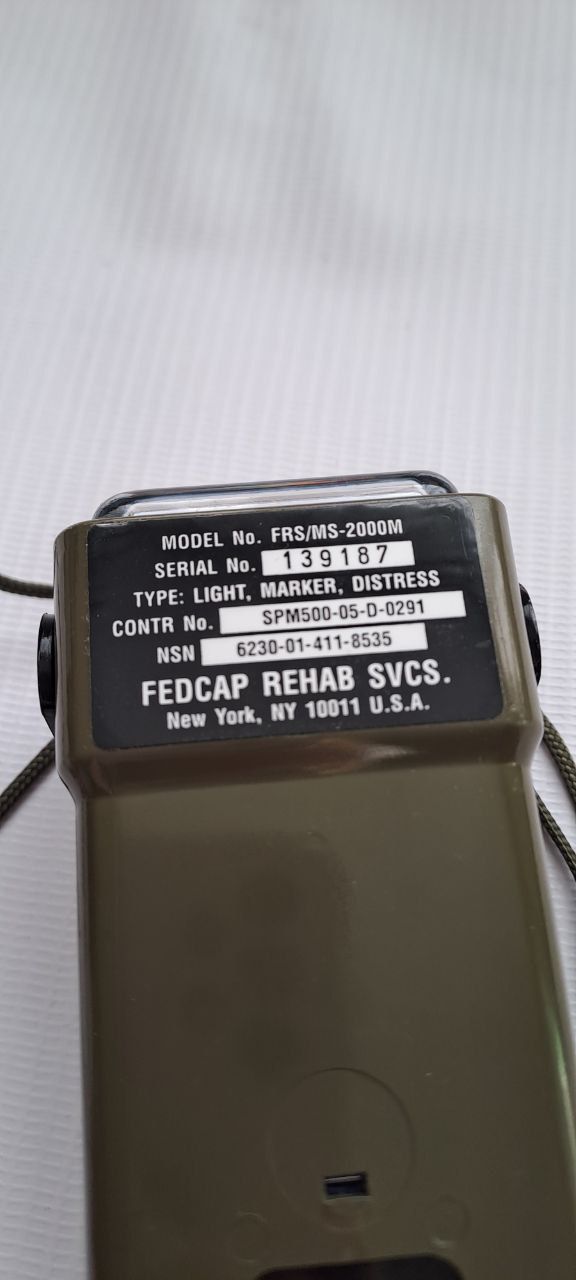 MODEL No. FRS/MS-2000M
SERIAL No. 139187
TYPE: LIGHT, MARKER, DISTRESS
CONTR No. SPM500-05-D-0291
NSN 6230-01-411-8535
FEDCAP REHAB SVCS.
New York, NY 10011 U.S.A.